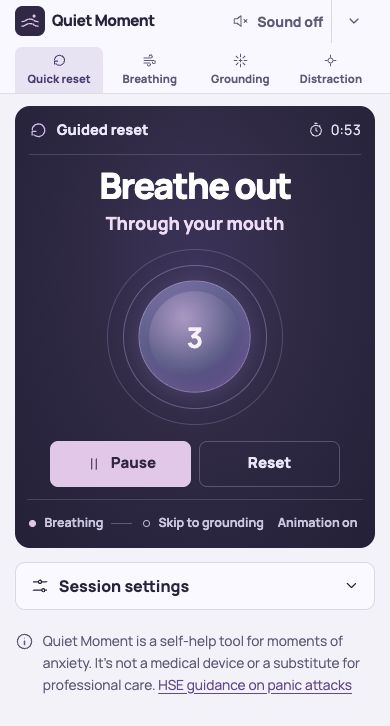 Quiet Moment
Sound off
Quick reset
Breathing
Grounding
Distraction
Guided reset
0:53
Breathe out
Through your mouth
3
Pause
Reset
Breathing
Skip to grounding
Animation on
Session settings
Quiet Moment is a self-help tool for moments of
anxiety. It's not a medical device or a substitute for
professional care. HSE guidance on panic attacks